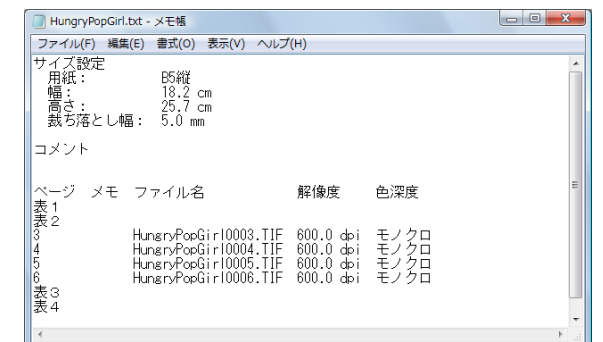 HungryPopGirl.txt - メモ帳
ファイル(F) 編集(E) 書式(O) 表示(V) ヘルプ(H)
サイズ設定
用紙： B5縦
幅： 18.2 cm
高さ： 25.7 cm
裁ち落とし幅： 5.0 mm
コメント
ページ メモ ファイル名 解像度 色深度
表１
表２
3 HungryPopGirl0003.TIF 600.0 dpi モノクロ
4 HungryPopGirl0004.TIF 600.0 dpi モノクロ
5 HungryPopGirl0005.TIF 600.0 dpi モノクロ
6 HungryPopGirl0006.TIF 600.0 dpi モノクロ
表３
表４